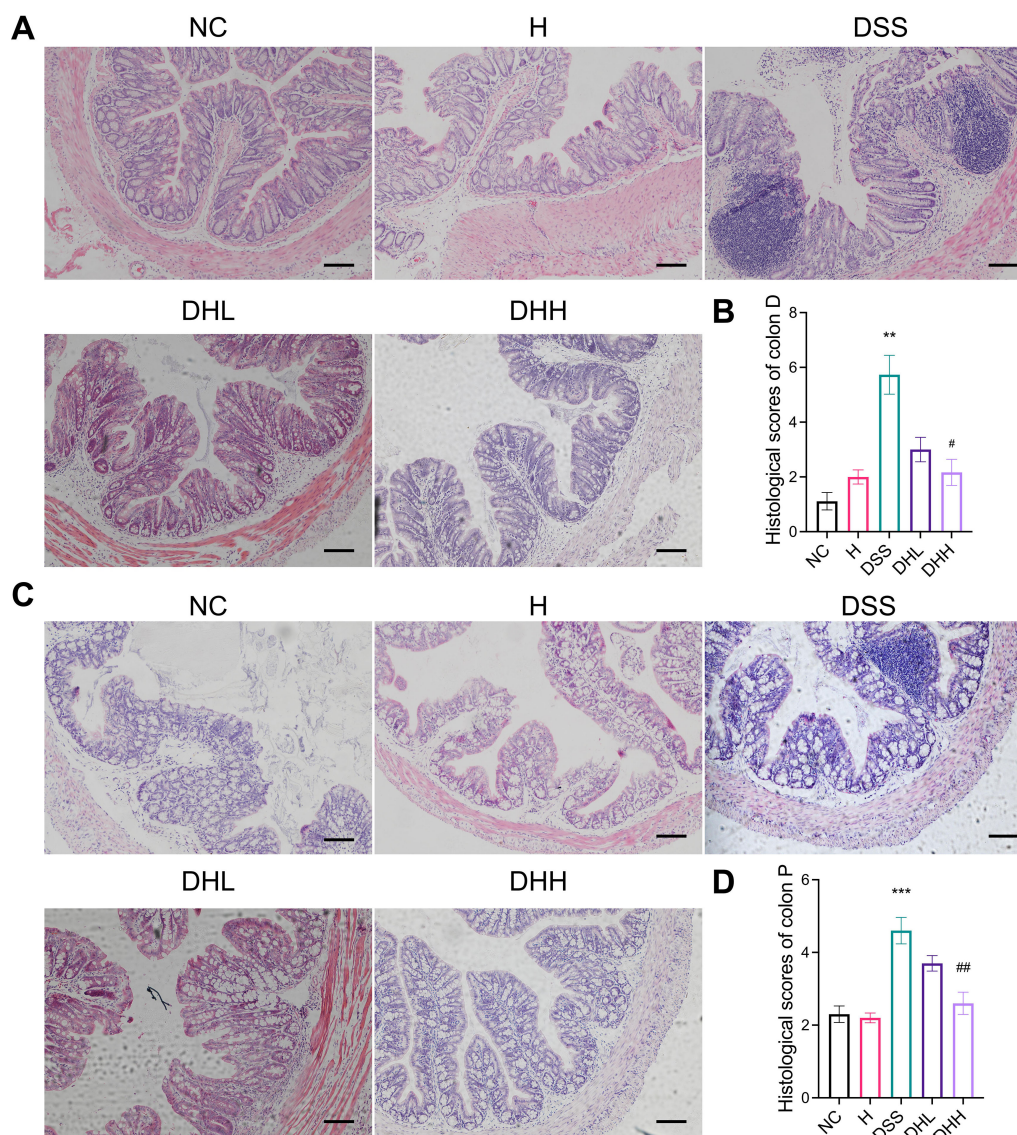 A
NC
H
DSS
DHL
DHH
B
Histological scores of colon D
8
6
4
2
0
**
#
NC
H
DSS
DHL
DHH
C
NC
H
DSS
DHL
DHH
D
Histological scores of colon P
6
4
2
0
***
##
NC
H
DSS
DHL
DHH